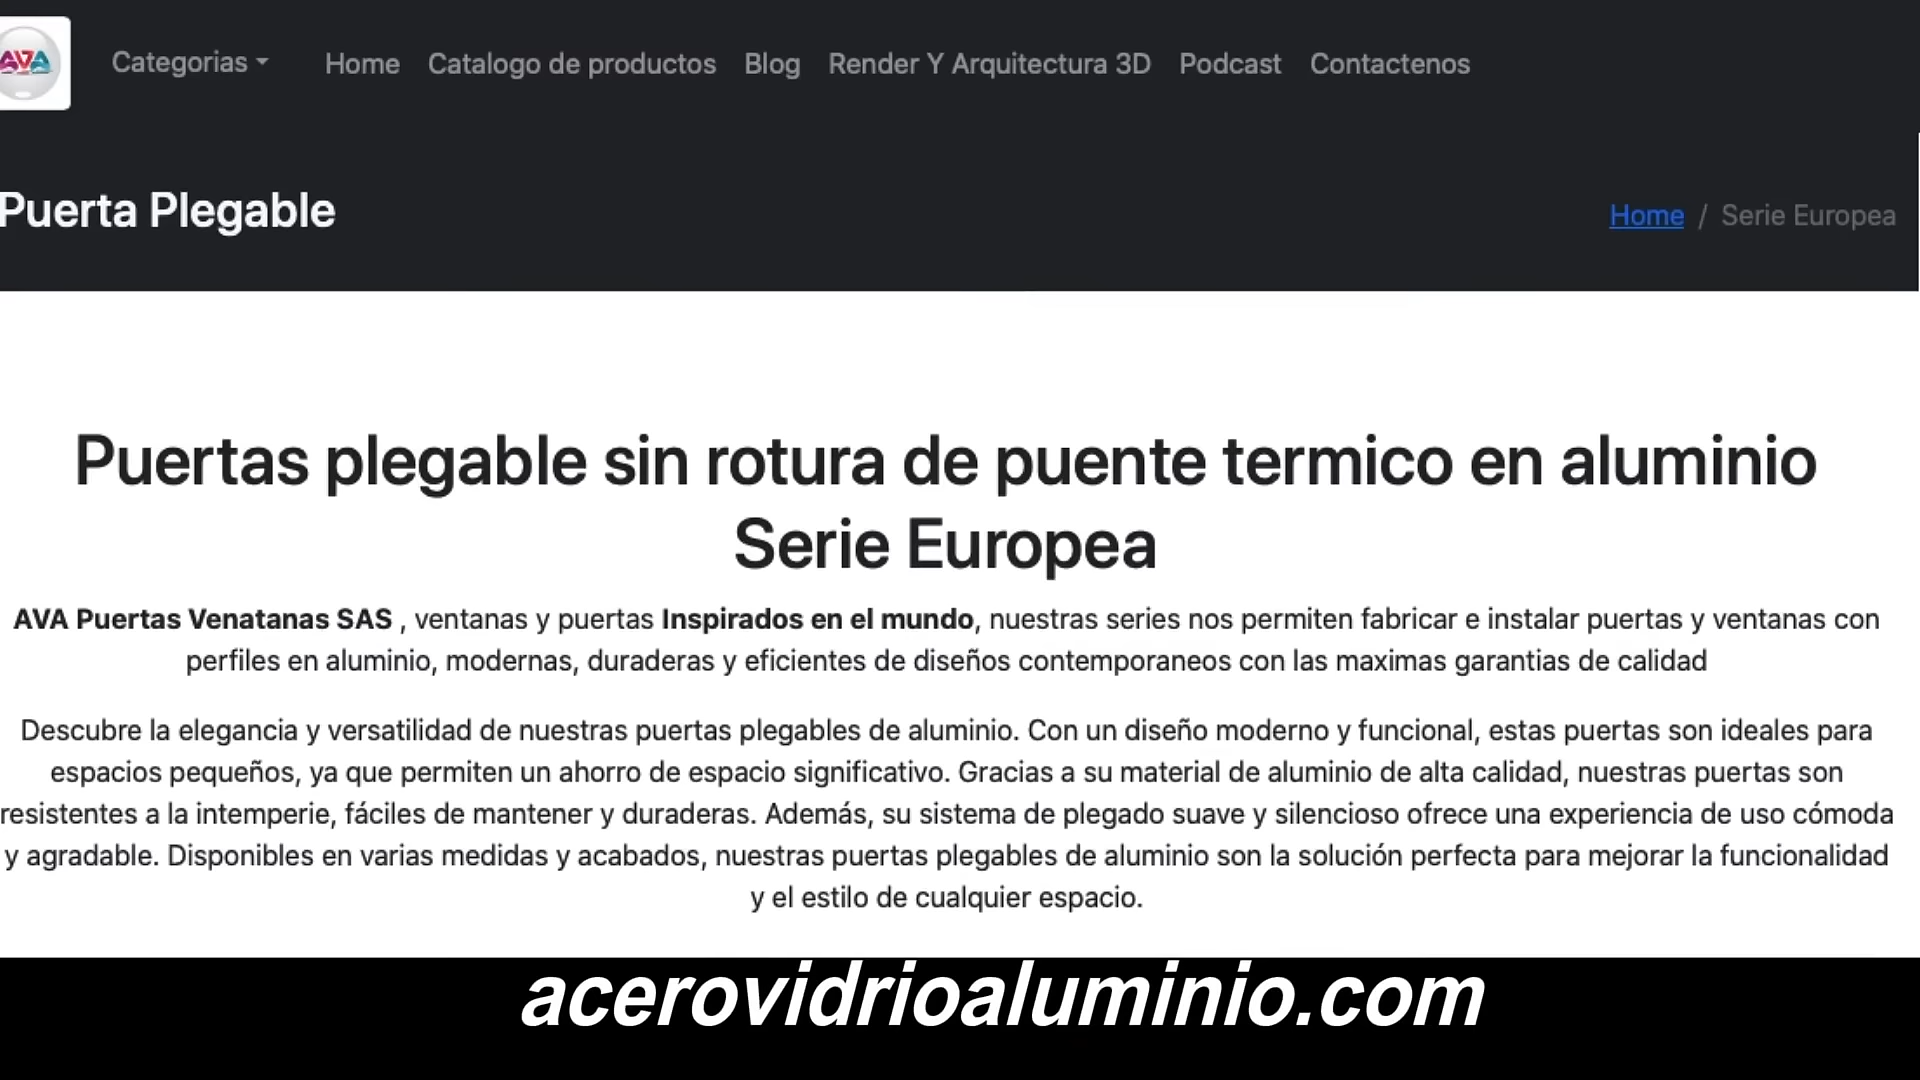 AVA
Categorias
Home
Catalogo de productos
Blog
Render Y Arquitectura 3D
Podcast
Contactenos
Puerta Plegable
Home / Serie Europea
Puertas plegable sin rotura de puente termico en aluminio
Serie Europea
AVA Puertas Venatanas SAS , ventanas y puertas Inspirados en el mundo, nuestras series nos permiten fabricar e instalar puertas y ventanas con
perfiles en aluminio, modernas, duraderas y eficientes de diseños contemporaneos con las maximas garantias de calidad
Descubre la elegancia y versatilidad de nuestras puertas plegables de aluminio. Con un diseño moderno y funcional, estas puertas son ideales para
espacios pequeños, ya que permiten un ahorro de espacio significativo. Gracias a su material de aluminio de alta calidad, nuestras puertas son
resistentes a la intemperie, fáciles de mantener y duraderas. Además, su sistema de plegado suave y silencioso ofrece una experiencia de uso cómoda
y agradable. Disponibles en varias medidas y acabados, nuestras puertas plegables de aluminio son la solución perfecta para mejorar la funcionalidad
y el estilo de cualquier espacio.
acerovidrioaluminio.com